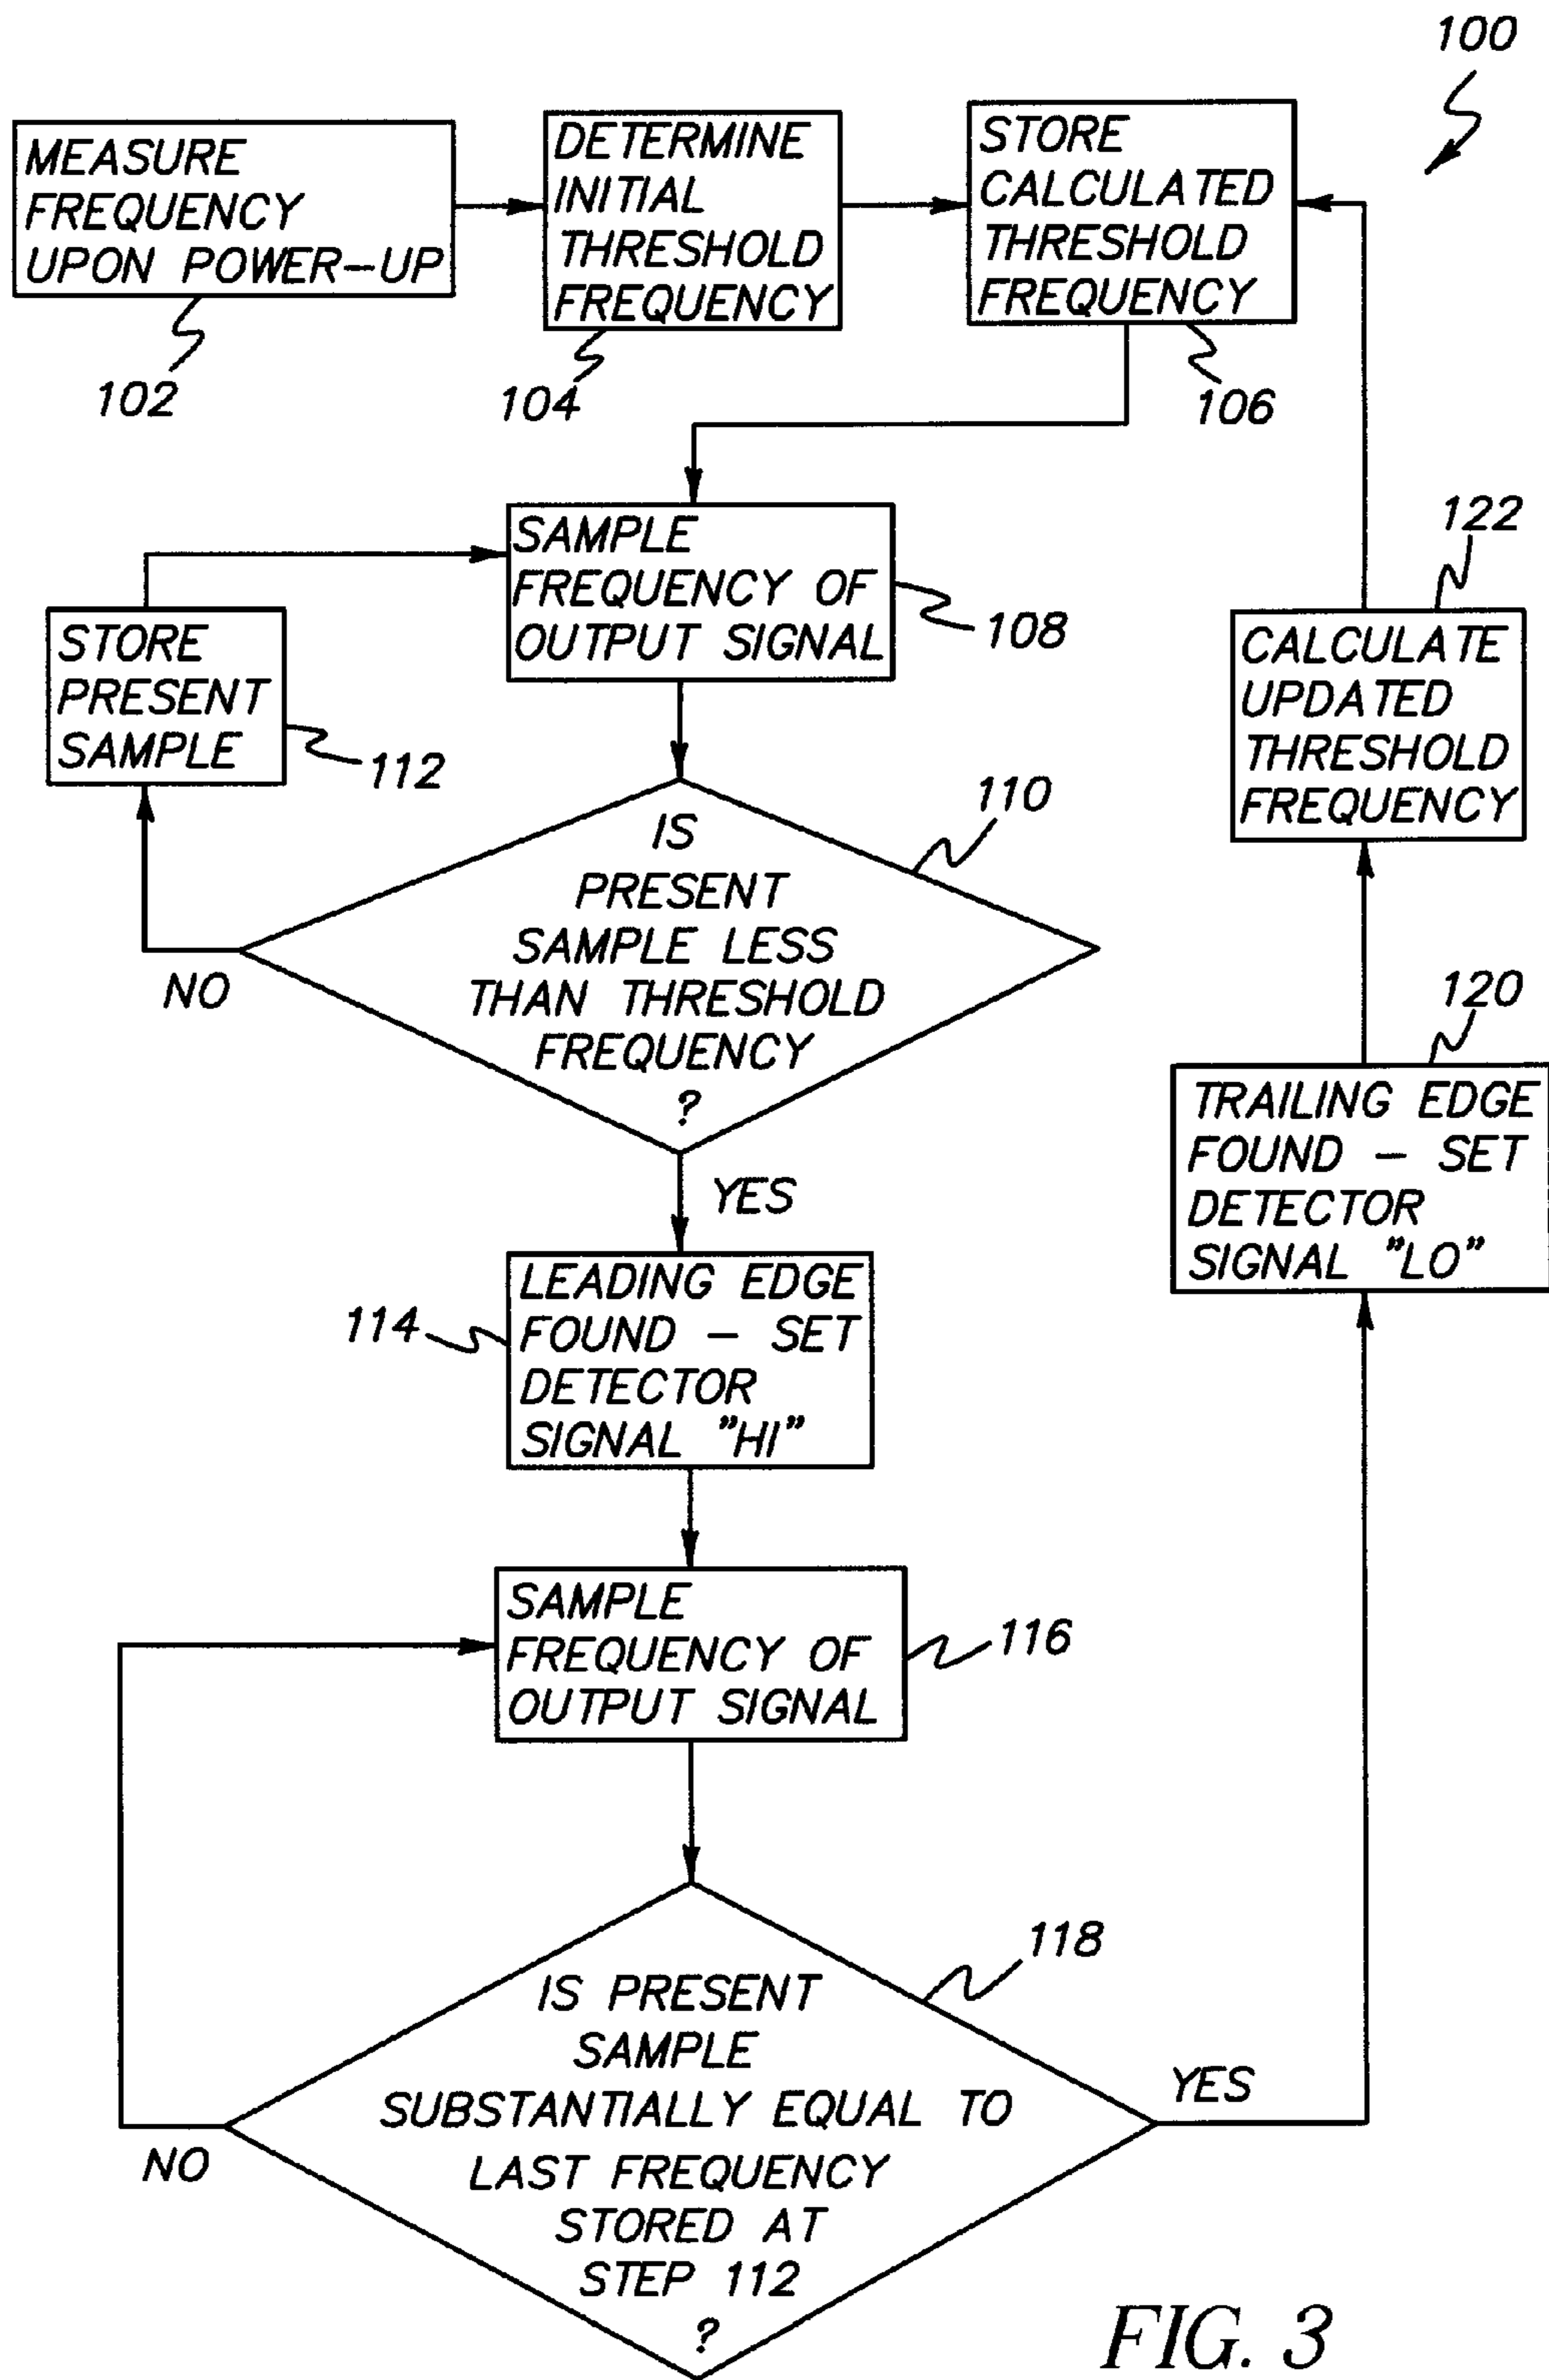 100
MEASURE
FREQUENCY
UPON POWER-UP
102
DETERMINE
INITIAL
THRESHOLD
FREQUENCY
104
STORE
CALCULATED
THRESHOLD
FREQUENCY
106
SAMPLE
FREQUENCY OF
OUTPUT SIGNAL
108
STORE
PRESENT
SAMPLE
112
IS
PRESENT
SAMPLE LESS
THAN THRESHOLD
FREQUENCY
?
110
NO
YES
LEADING EDGE
FOUND - SET
DETECTOR
SIGNAL "HI"
114
SAMPLE
FREQUENCY OF
OUTPUT SIGNAL
116
IS PRESENT
SAMPLE
SUBSTANTIALLY EQUAL TO
LAST FREQUENCY
STORED AT
STEP 112
?
118
NO
YES
TRAILING EDGE
FOUND - SET
DETECTOR
SIGNAL "LO"
120
CALCULATE
UPDATED
THRESHOLD
FREQUENCY
122
FIG. 3